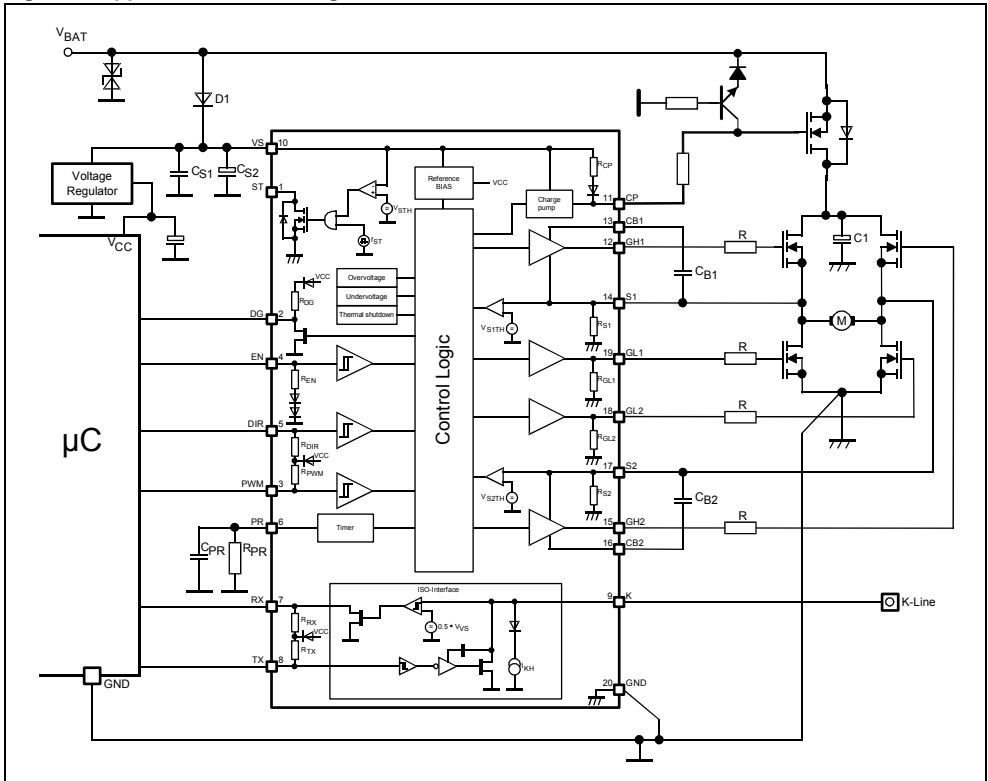 VBAT
D1
VS 10
CS1
CS2
Voltage
Regulator
ST 1
VCC
Reference
BIAS
VCC
RCP
Charge
pump
11 CP
VSTH
fST
13 CB1
12 GH1
R
C1
CB1
Overvoltage
Undervoltage
Thermal shutdown
VCC
RDG
DG 2
14 S1
VS1TH
RS1
M
Control Logic
EN 4
REN
19 GL1
R
RGL1
µC
DIR 5
RDIR
VCC
RPWM
18 GL2
R
RGL2
PWM 3
17 S2
VS2TH
RS2
CB2
PR 6
Timer
CPR
RPR
15 GH2
R
16 CB2
ISO-Interface
RX 7
9 K
K-Line
RRX
VCC
RTX
0.5 • VVS
TX 8
IKH
GND
20 GND